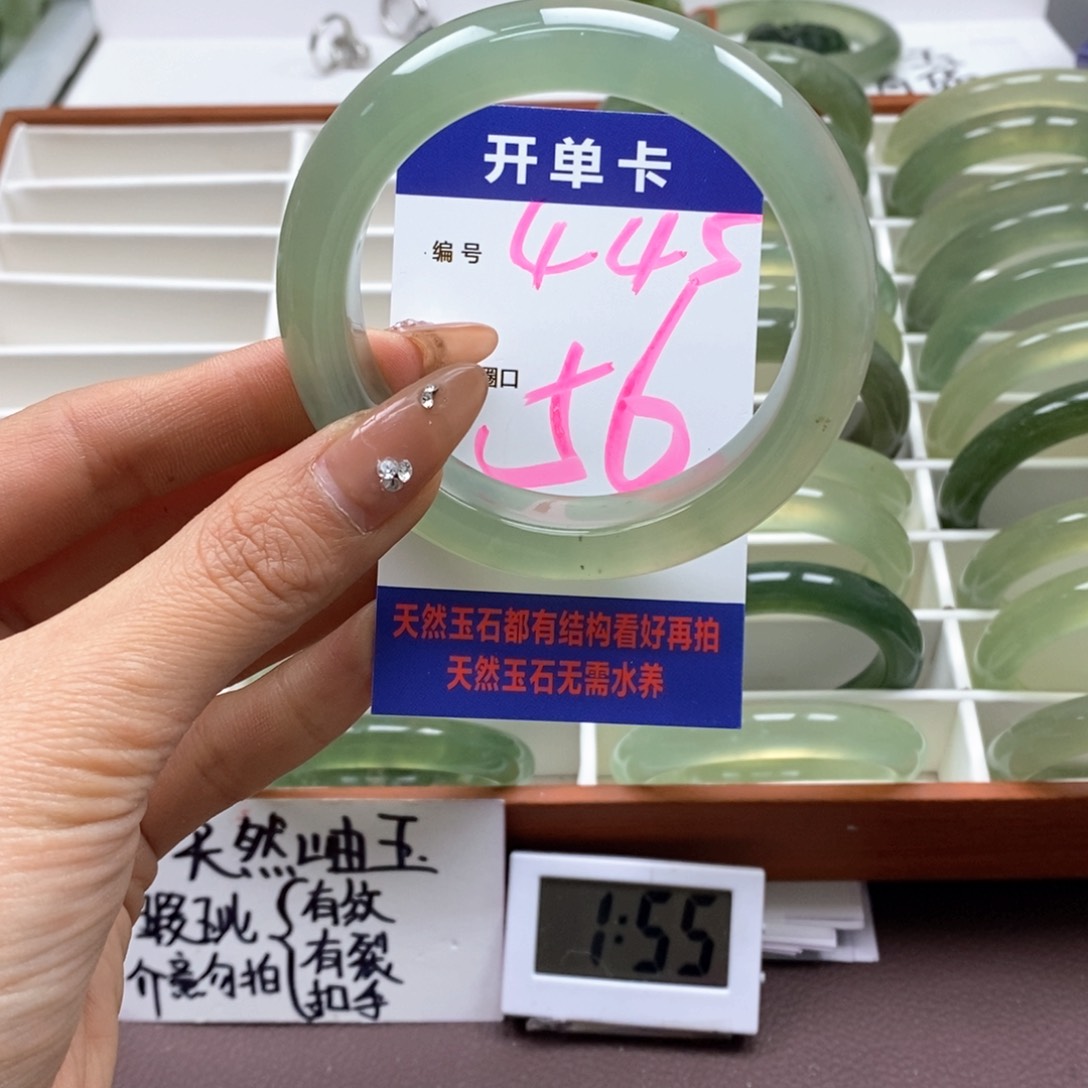 开单卡
编号 445
圈口 56
天然玉石都有结构看好再拍
天然玉石无需水养
天然岫玉
瑕玭 { 有纹
有裂
介意勿拍 扣手
1:55